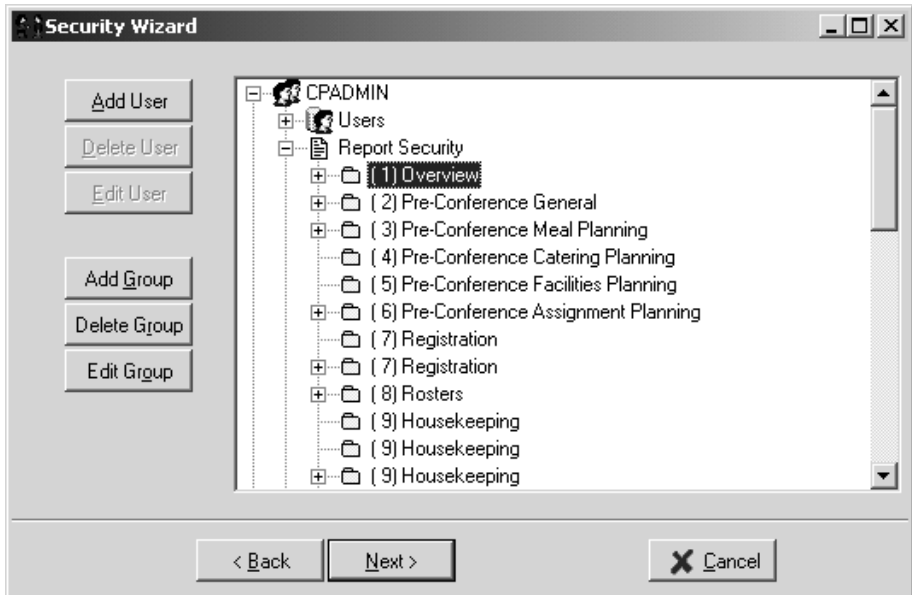 Security Wizard
Add User
Delete User
Edit User
Add Group
Delete Group
Edit Group
CPADMIN
Users
Report Security
( 1) Overview
( 2) Pre-Conference General
( 3) Pre-Conference Meal Planning
( 4) Pre-Conference Catering Planning
( 5) Pre-Conference Facilities Planning
( 6) Pre-Conference Assignment Planning
( 7) Registration
( 7) Registration
( 8) Rosters
( 9) Housekeeping
( 9) Housekeeping
( 9) Housekeeping
< Back
Next >
Cancel